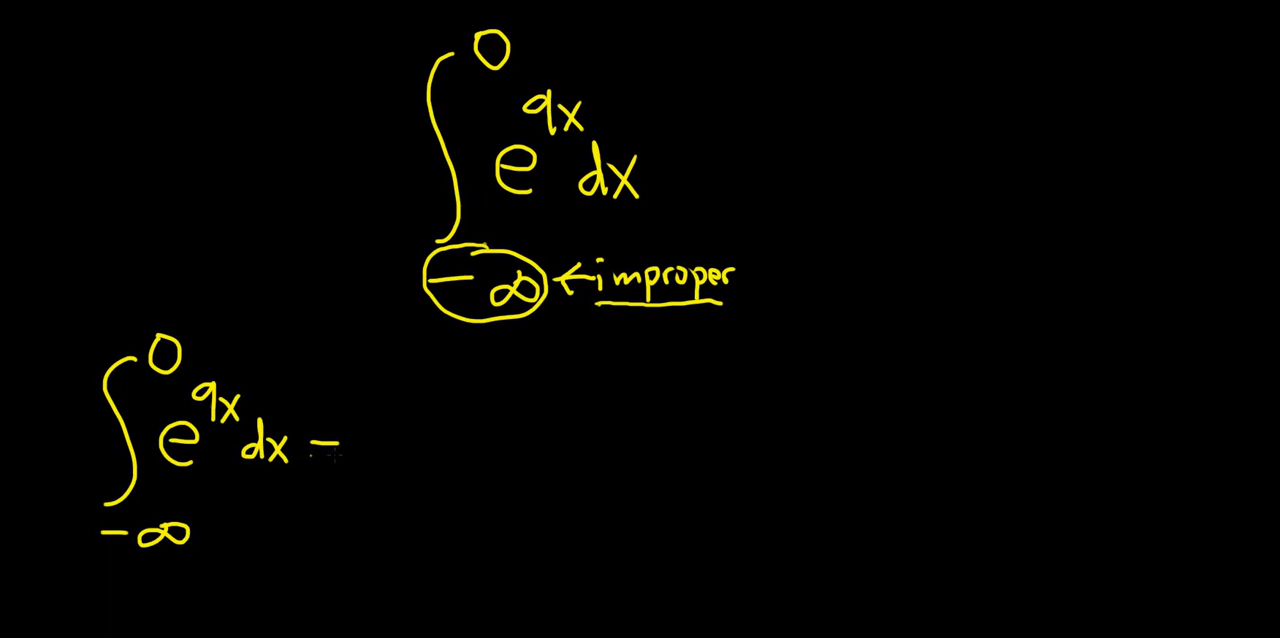 ∫_{-∞}^{0} e^{9x} dx
← improper
∫_{-∞}^{0} e^{9x} dx =